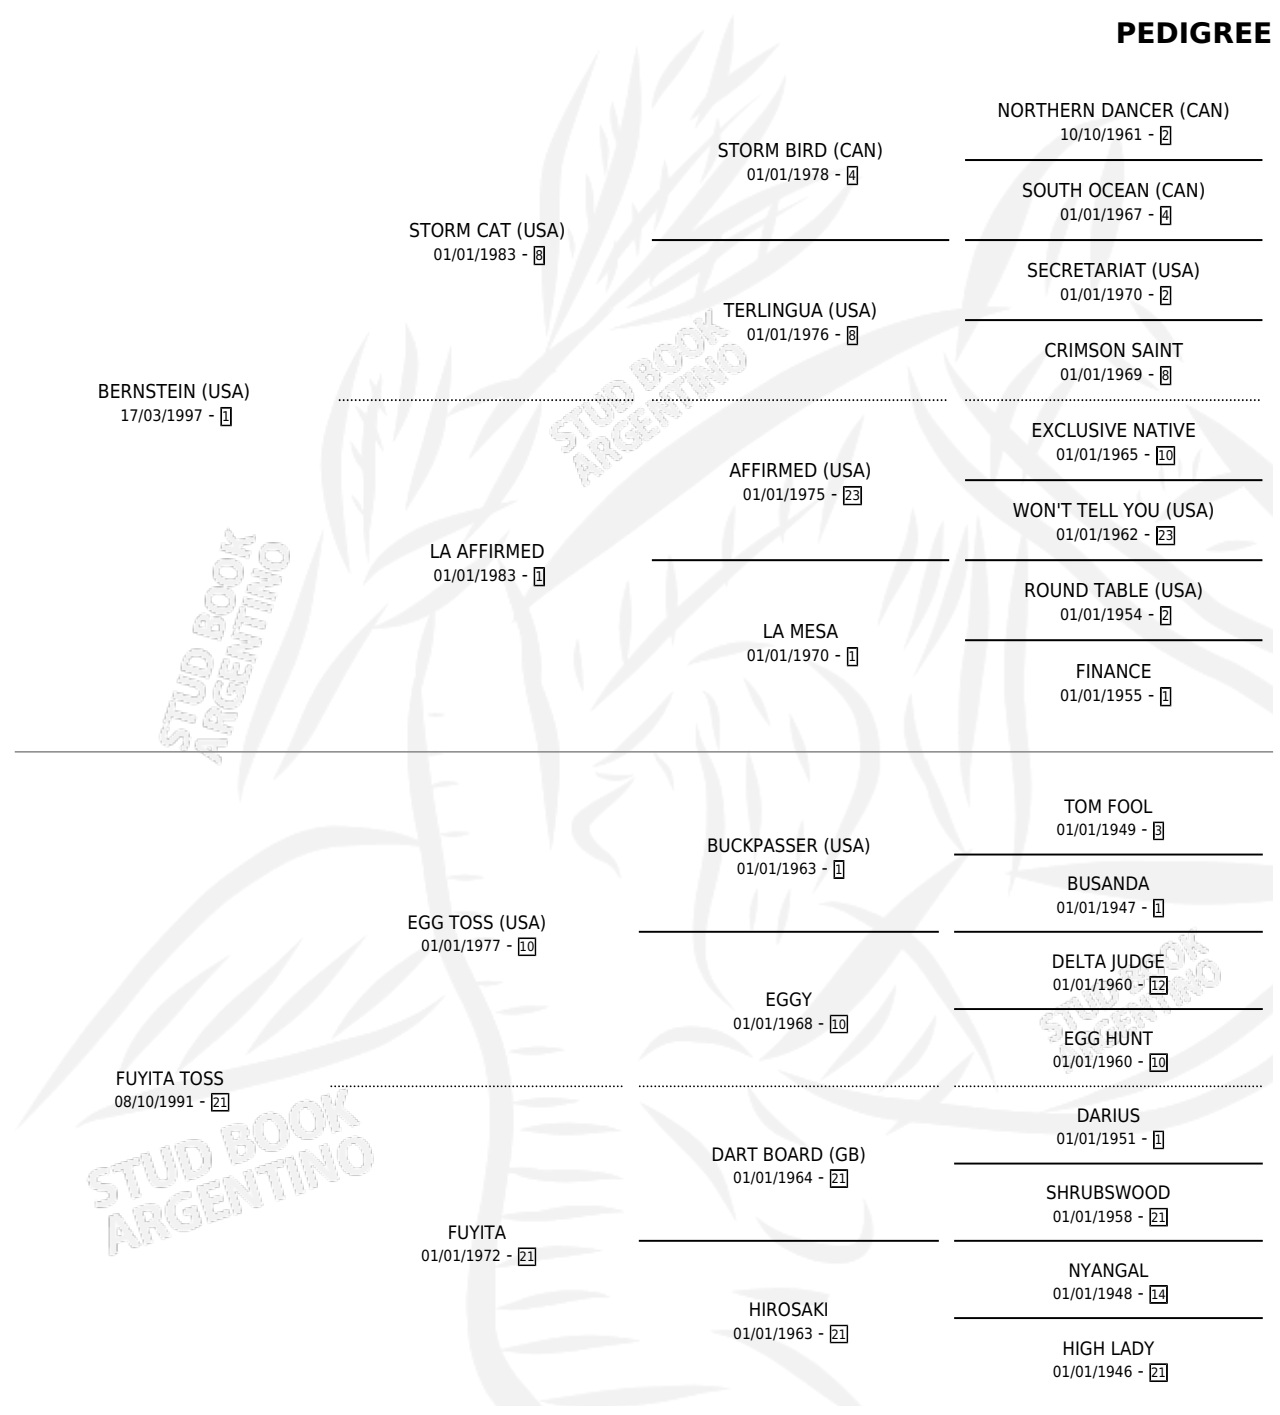 PEDIGREE
NORTHERN DANCER (CAN)
10/10/1961 - 2
STORM BIRD (CAN)
01/01/1978 - 4
SOUTH OCEAN (CAN)
01/01/1967 - 4
STORM CAT (USA)
01/01/1983 - 8
SECRETARIAT (USA)
01/01/1970 - 2
TERLINGUA (USA)
01/01/1976 - 8
CRIMSON SAINT
01/01/1969 - 8
BERNSTEIN (USA)
17/03/1997 - 1
STUD BOOK
ARGENTINO
EXCLUSIVE NATIVE
01/01/1965 - 10
AFFIRMED (USA)
01/01/1975 - 23
WON'T TELL YOU (USA)
01/01/1962 - 23
LA AFFIRMED
01/01/1983 - 1
ROUND TABLE (USA)
01/01/1954 - 2
LA MESA
01/01/1970 - 1
FINANCE
01/01/1955 - 1
STUD BOOK
ARGENTINO
TOM FOOL
01/01/1949 - 3
BUCKPASSER (USA)
01/01/1963 - 1
BUSANDA
01/01/1947 - 1
EGG TOSS (USA)
01/01/1977 - 10
DELTA JUDGE
01/01/1960 - 12
EGGY
01/01/1968 - 10
EGG HUNT
01/01/1960 - 10
STUD BOOK
ARGENTINO
FUYITA TOSS
08/10/1991 - 21
DARIUS
01/01/1951 - 1
DART BOARD (GB)
01/01/1964 - 21
SHRUBSWOOD
01/01/1958 - 21
STUD BOOK
ARGENTINO
FUYITA
01/01/1972 - 21
NYANGAL
01/01/1948 - 14
HIROSAKI
01/01/1963 - 21
HIGH LADY
01/01/1946 - 21